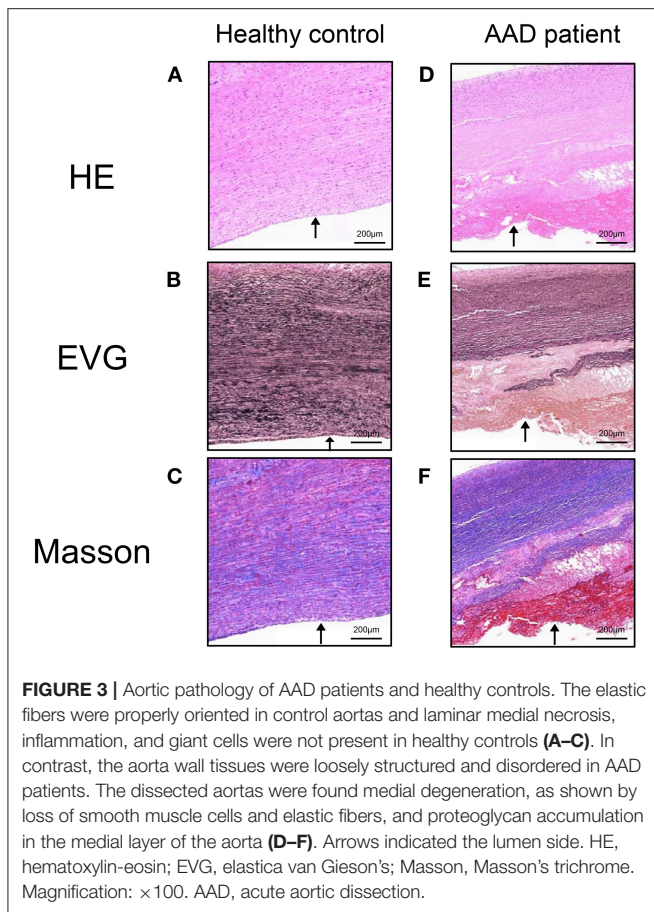 Healthy control
AAD patient
A
D
HE
200µm
200µm
B
E
EVG
200µm
200µm
C
F
Masson
200µm
200µm
FIGURE 3 | Aortic pathology of AAD patients and healthy controls. The elastic
fibers were properly oriented in control aortas and laminar medial necrosis,
inflammation, and giant cells were not present in healthy controls (A–C). In
contrast, the aorta wall tissues were loosely structured and disordered in AAD
patients. The dissected aortas were found medial degeneration, as shown by
loss of smooth muscle cells and elastic fibers, and proteoglycan accumulation
in the medial layer of the aorta (D–F). Arrows indicated the lumen side. HE,
hematoxylin-eosin; EVG, elastica van Gieson's; Masson, Masson's trichrome.
Magnification: ×100. AAD, acute aortic dissection.